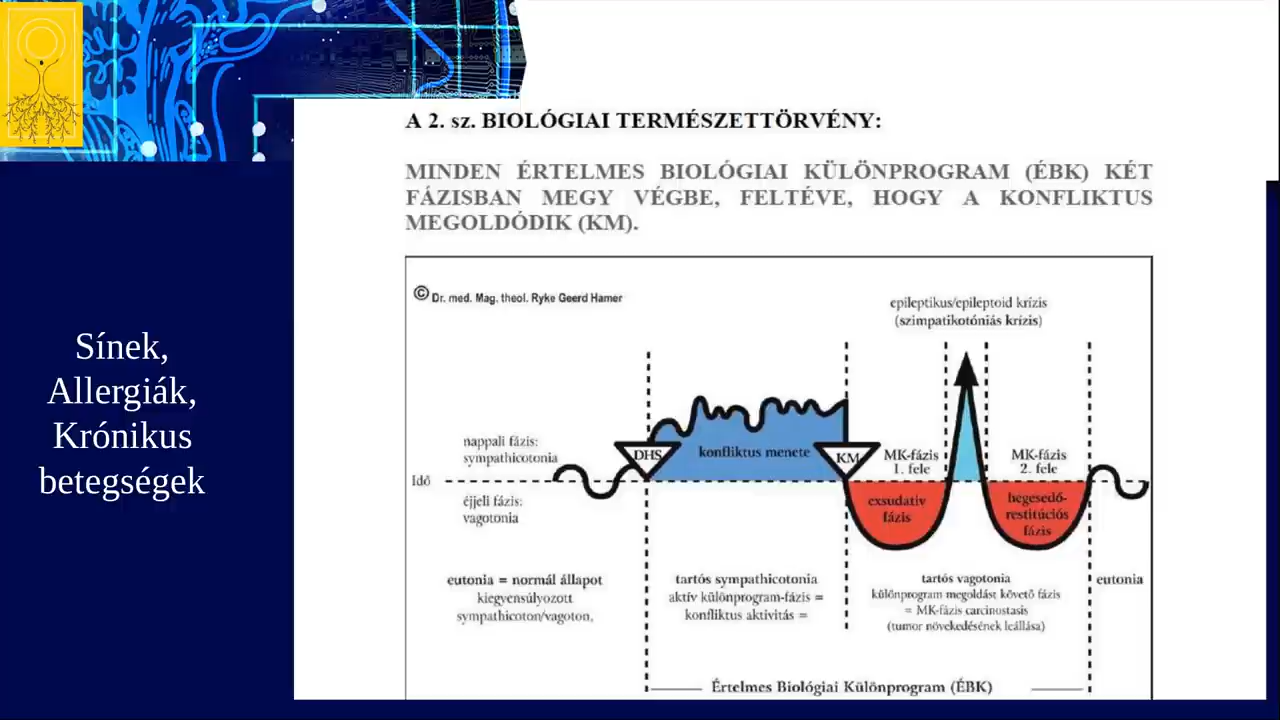 A 2. sz. BIOLÓGIAI TERMÉSZETTÖRVÉNY:
MINDEN ÉRTELMES BIOLÓGIAI KÜLÖNPROGRAM (ÉBK) KÉT
FÁZISBAN MEGY VÉGBE, FELTÉVE, HOGY A KONFLIKTUS
MEGOLDÓDIK (KM).
Sínek,
Allergiák,
Krónikus
betegségek
© Dr. med. Mag. theol. Ryke Geerd Hamer
epileptikus/epileptoid krízis
(szimpatikotóniás krízis)
nappali fázis:
sympathicotonia
DHS
konfliktus menete
KM
MK-fázis
1. fele
MK-fázis
2. fele
Idő
éjjeli fázis:
vagotonia
exsudatív
fázis
hegesedő-
restitúciós
fázis
eutonia = normál állapot
kiegyensúlyozott
sympathicoton/vagoton,
tartós sympathicotonia
aktív különprogram-fázis =
konfliktus aktivitás =
tartós vagotonia
különprogram megoldást követő fázis
= MK-fázis carcinostasis
(tumor növekedésének leállása)
eutonia
Értelmes Biológiai Különprogram (ÉBK)